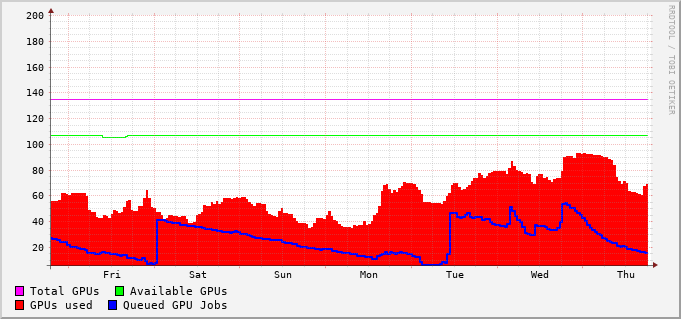 200
180
160
140
120
100
80
60
40
20
Fri Sat Sun Mon Tue Wed Thu
Total GPUs Available GPUs
GPUs used Queued GPU Jobs
RRDTOOL / TOBI OETIKER